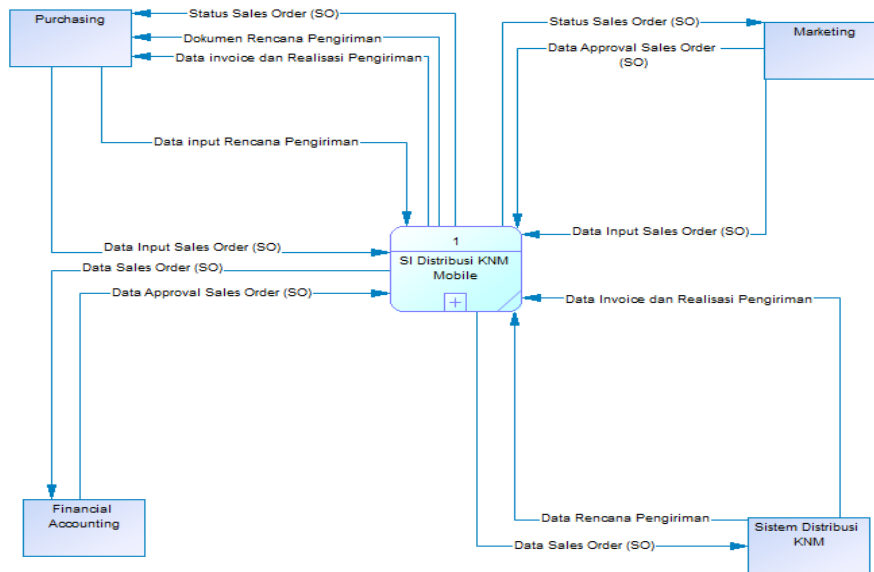 Purchasing
Status Sales Order (SO)
Dokumen Rencana Pengiriman
Data invoice dan Realisasi Pengiriman
Status Sales Order (SO)
Marketing
Data Approval Sales Order
(SO)
Data input Rencana Pengiriman
Data Input Sales Order (SO)
1
SI Distribusi KNM
Mobile
Data Input Sales Order (SO)
Data Sales Order (SO)
Data Approval Sales Order (SO)
Data Invoice dan Realisasi Pengiriman
Financial
Accounting
Data Rencana Pengiriman
Data Sales Order (SO)
Sistem Distribusi
KNM